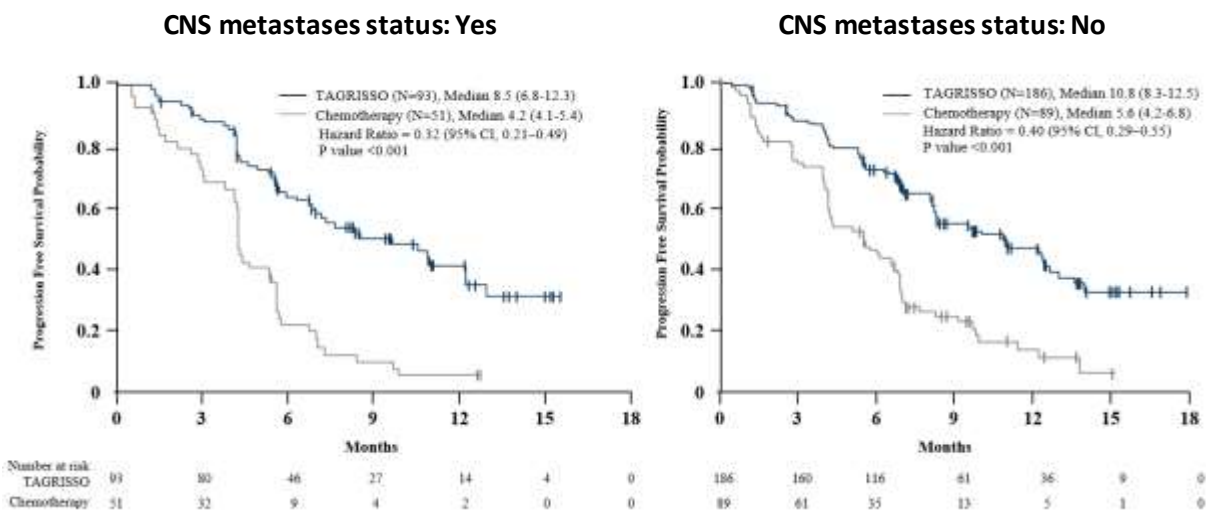 CNS metastases status: Yes
TAGRISSO (N=93), Median 8.5 (6.8-12.3)
Chemotherapy (N=51), Median 4.2 (4.1-5.4)
Hazard Ratio = 0.32 (95% CI, 0.21–0.49)
P value <0.001
Progression Free Survival Probability
1.0
0.8
0.6
0.4
0.2
0
0 3 6 9 12 15 18
Months
Number at risk
TAGRISSO 93 80 46 27 14 4 0
Chemotherapy 51 32 9 4 2 0 0
CNS metastases status: No
TAGRISSO (N=186), Median 10.8 (8.3-12.5)
Chemotherapy (N=89), Median 5.6 (4.2-6.8)
Hazard Ratio = 0.40 (95% CI, 0.29–0.55)
P value <0.001
Progression Free Survival Probability
1.0
0.8
0.6
0.4
0.2
0
0 3 6 9 12 15 18
Months
186 160 116 61 36 9 0
89 61 35 13 5 1 0